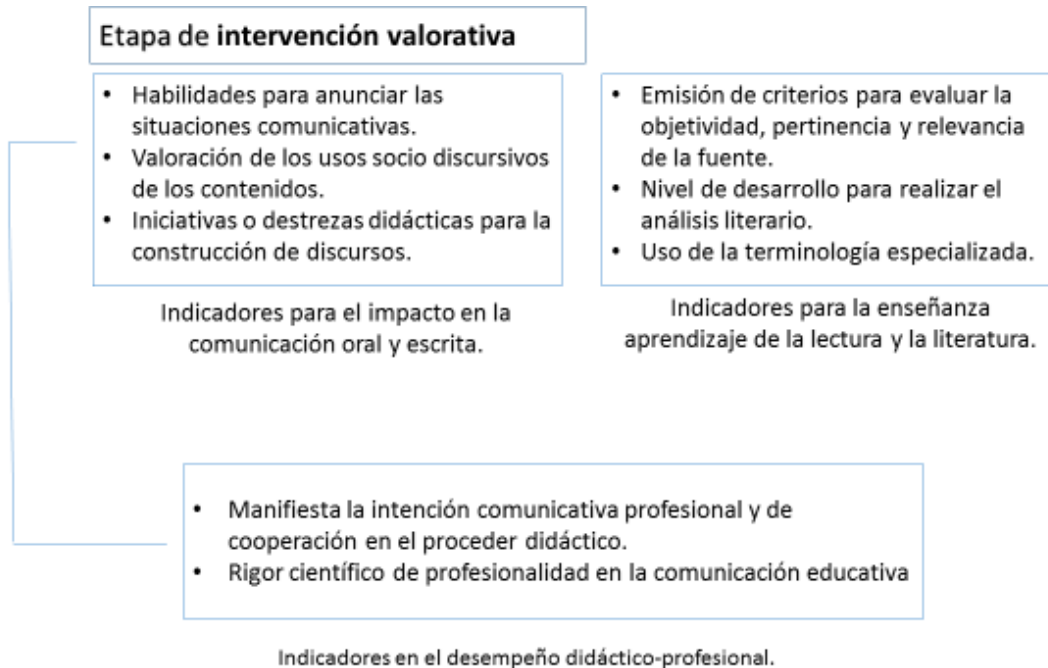 Etapa de intervención valorativa
• Habilidades para anunciar las
situaciones comunicativas.
• Valoración de los usos socio discursivos
de los contenidos.
• Iniciativas o destrezas didácticas para la
construcción de discursos.
Indicadores para el impacto en la
comunicación oral y escrita.
• Emisión de criterios para evaluar la
objetividad, pertinencia y relevancia
de la fuente.
• Nivel de desarrollo para realizar el
análisis literario.
• Uso de la terminología especializada.
Indicadores para la enseñanza
aprendizaje de la lectura y la literatura.
• Manifiesta la intención comunicativa profesional y de
cooperación en el proceder didáctico.
• Rigor científico de profesionalidad en la comunicación educativa
Indicadores en el desempeño didáctico-profesional.